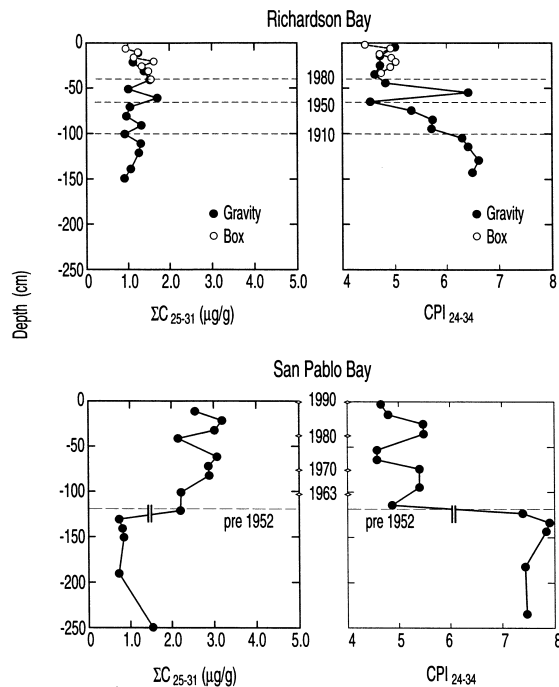 Richardson Bay
0
-50
-100
-150
-200
-250
0 1.0 2.0 3.0 4.0 5.0
ΣC 25-31 (μg/g)
Gravity
Box
1980
1950
1910
4 5 6 7 8
CPI 24-34
Gravity
Box
Depth (cm)
San Pablo Bay
0
-50
-100
-150
-200
-250
0 1.0 2.0 3.0 4.0 5.0
ΣC 25-31 (μg/g)
pre 1952
1990
1980
1970
1963
pre 1952
4 5 6 7 8
CPI 24-34